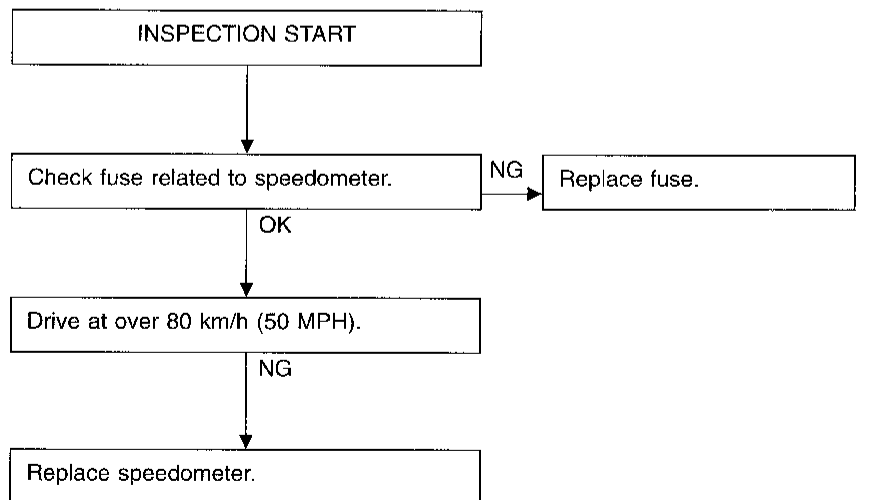 INSPECTION START
Check fuse related to speedometer.
NG
Replace fuse.
OK
Drive at over 80 km/h (50 MPH).
NG
Replace speedometer.